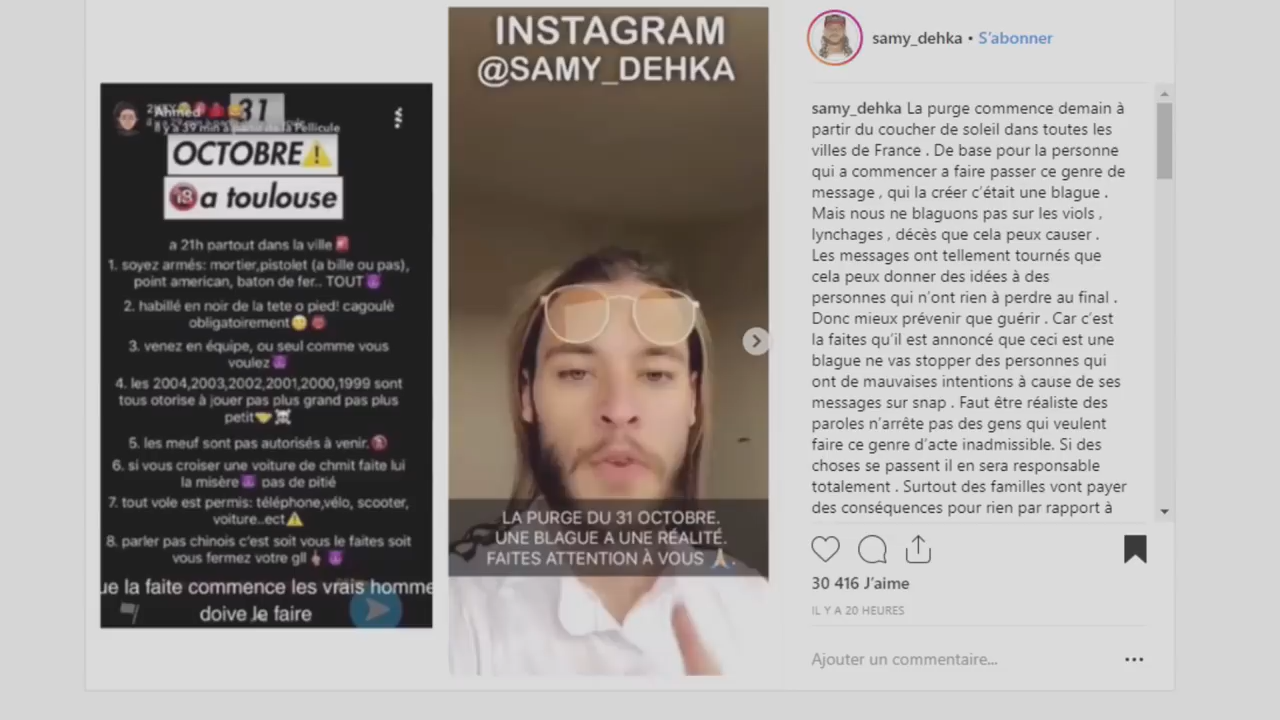 Ahmed
il y a 39 min à partir de la Pellicule
31
OCTOBRE⚠️
🔞a toulouse
a 21h partout dans la ville🚨
1. soyez armés: mortier,pistolet (a bille ou pas),
point american, baton de fer.. TOUT😈
2. habillé en noir de la tete o pied! cagoulè
obligatoirement
3. venez en équipe, ou seul comme vous
voulez😈
4. les 2004,2003,2002,2001,2000,1999 sont
tous otorise à jouer pas plus grand pas plus
petit🤝☠️
5. les meuf sont pas autorisés à venir.🚷
6. si vous croiser une voiture de chmit faite lui
la misère😈 pas de pitié
7. tout vole est permis: téléphone,vélo, scooter,
voiture..ect⚠️
8. parler pas chinois c'est soit vous le faites soit
vous fermez votre gll🖕😈
ue la faite commence les vrais homme
doive le faire
INSTAGRAM
@SAMY_DEHKA
LA PURGE DU 31 OCTOBRE.
UNE BLAGUE A UNE RÉALITÉ.
FAITES ATTENTION À VOUS 🙏.
samy_dehka • S'abonner
samy_dehka La purge commence demain à
partir du coucher de soleil dans toutes les
villes de France . De base pour la personne
qui a commencer a faire passer ce genre de
message , qui la créer c'était une blague .
Mais nous ne blaguons pas sur les viols ,
lynchages , décès que cela peux causer .
Les messages ont tellement tournés que
cela peux donner des idées à des
personnes qui n'ont rien à perdre au final .
Donc mieux prévenir que guérir . Car c'est
la faites qu'il est annoncé que ceci est une
blague ne vas stopper des personnes qui
ont de mauvaises intentions à cause de ses
messages sur snap . Faut être réaliste des
paroles n'arrête pas des gens qui veulent
faire ce genre d'acte inadmissible. Si des
choses se passent il en sera responsable
totalement . Surtout des familles vont payer
des conséquences pour rien par rapport à
30 416 J'aime
IL Y A 20 HEURES
Ajouter un commentaire...